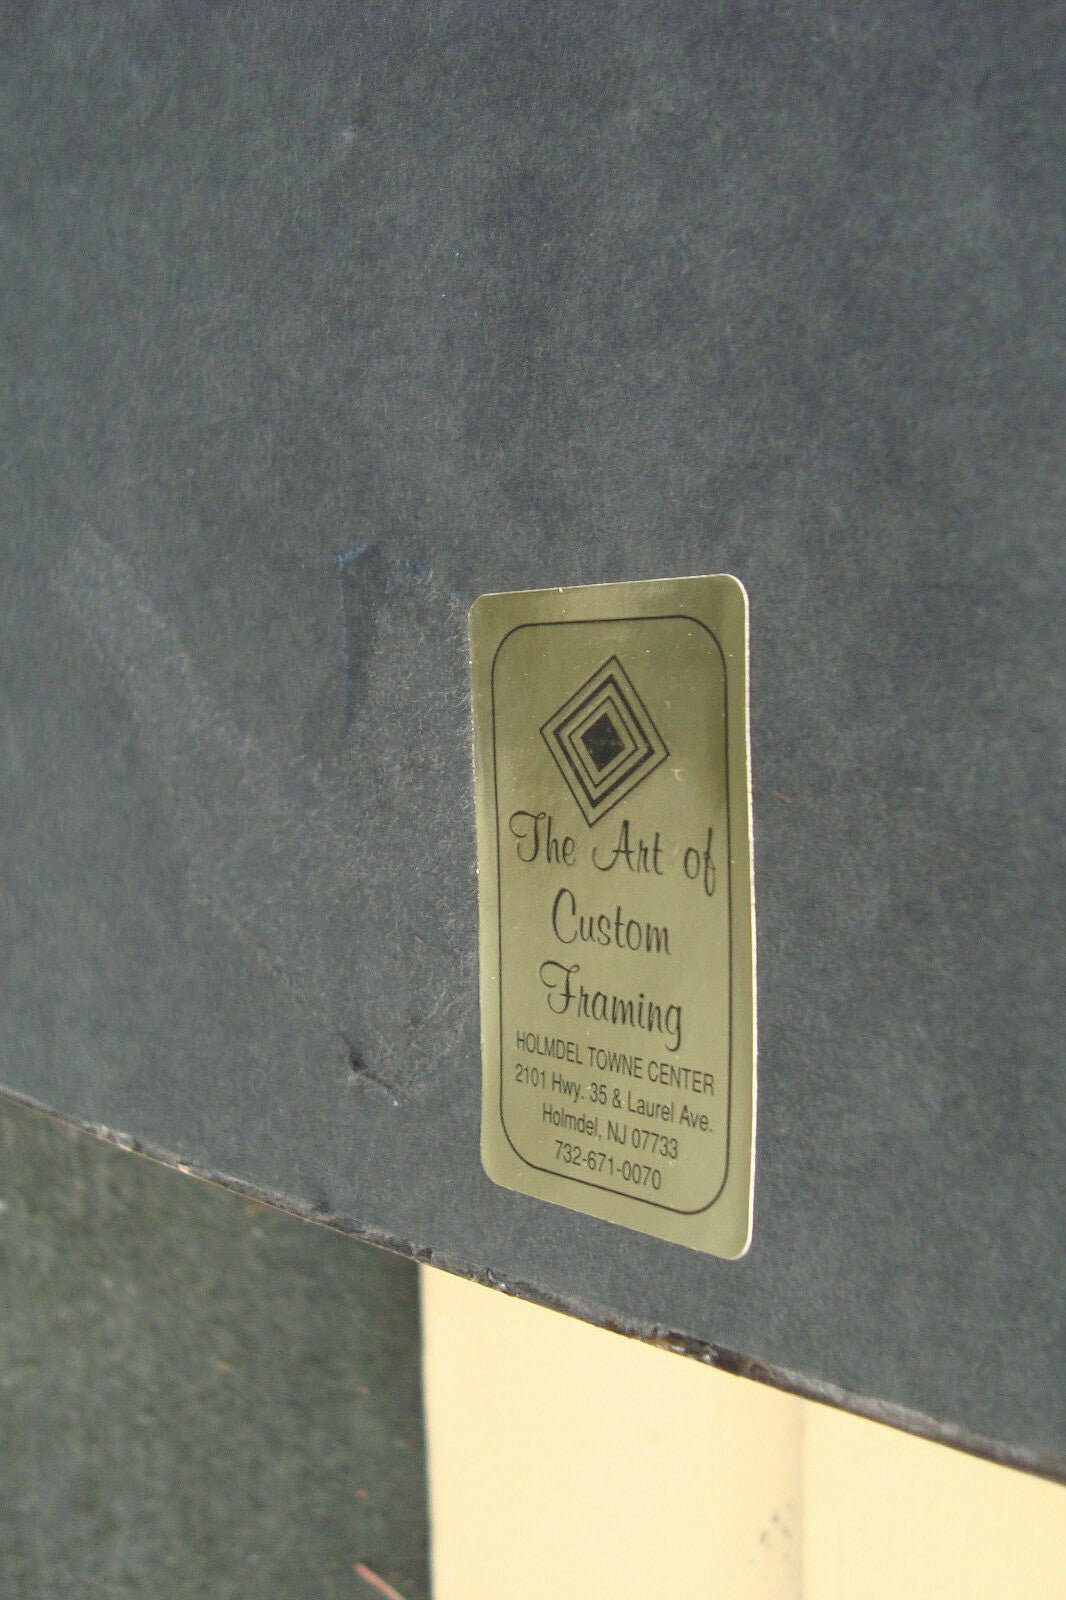 The Art of
Custom
Framing
HOLMDEL TOWNE CENTER
2101 Hwy. 35 & Laurel Ave.
Holmdel, NJ 07733
732-671-0070